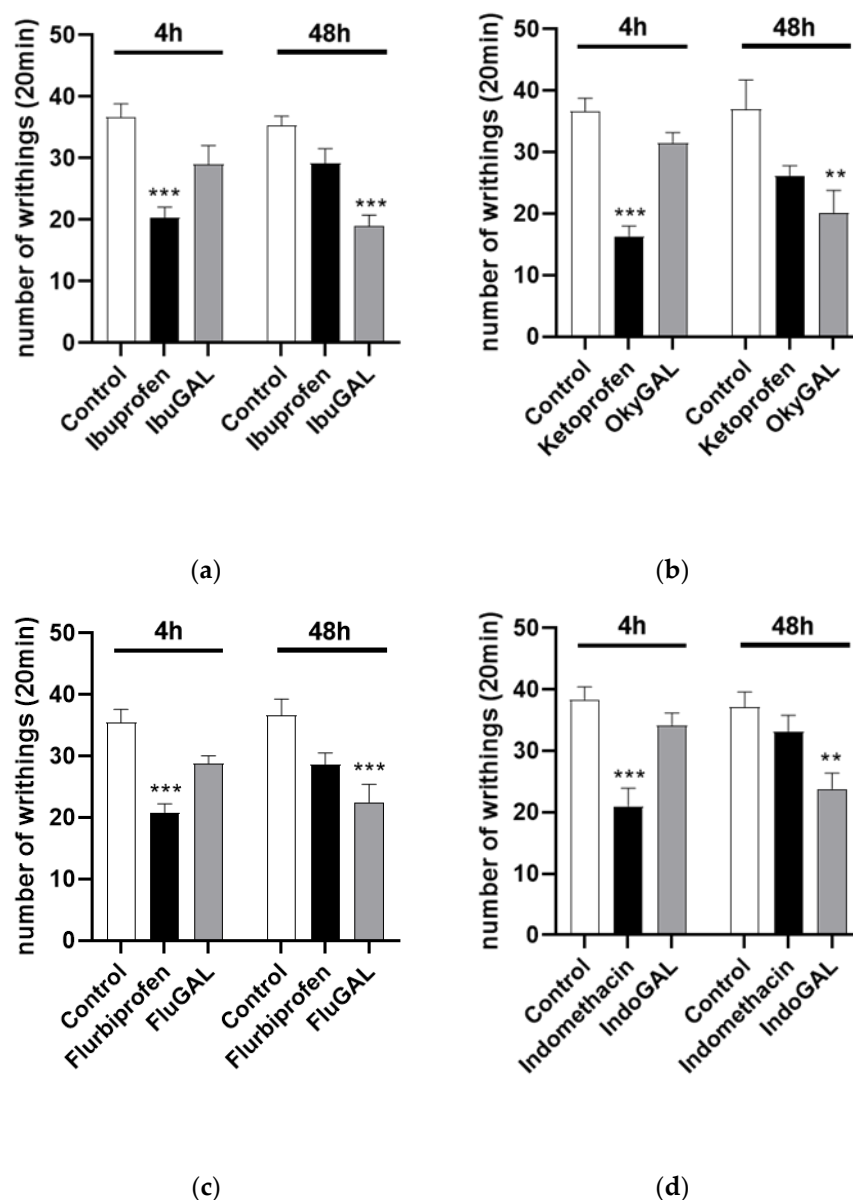 number of writhings (20min)
50
40
30
20
10
0
4h
48h
***
***
Control
Ibuprofen
IbuGAL
Control
Ibuprofen
IbuGAL
(a)
number of writhings (20min)
50
40
30
20
10
0
4h
48h
***
**
Control
Ketoprofen
OkyGAL
Control
Ketoprofen
OkyGAL
(b)
number of writhings (20min)
50
40
30
20
10
0
4h
48h
***
***
Control
Flurbiprofen
FluGAL
Control
Flurbiprofen
FluGAL
(c)
number of writhings (20min)
50
40
30
20
10
0
4h
48h
***
**
Control
Indomethacin
IndoGAL
Control
Indomethacin
IndoGAL
(d)